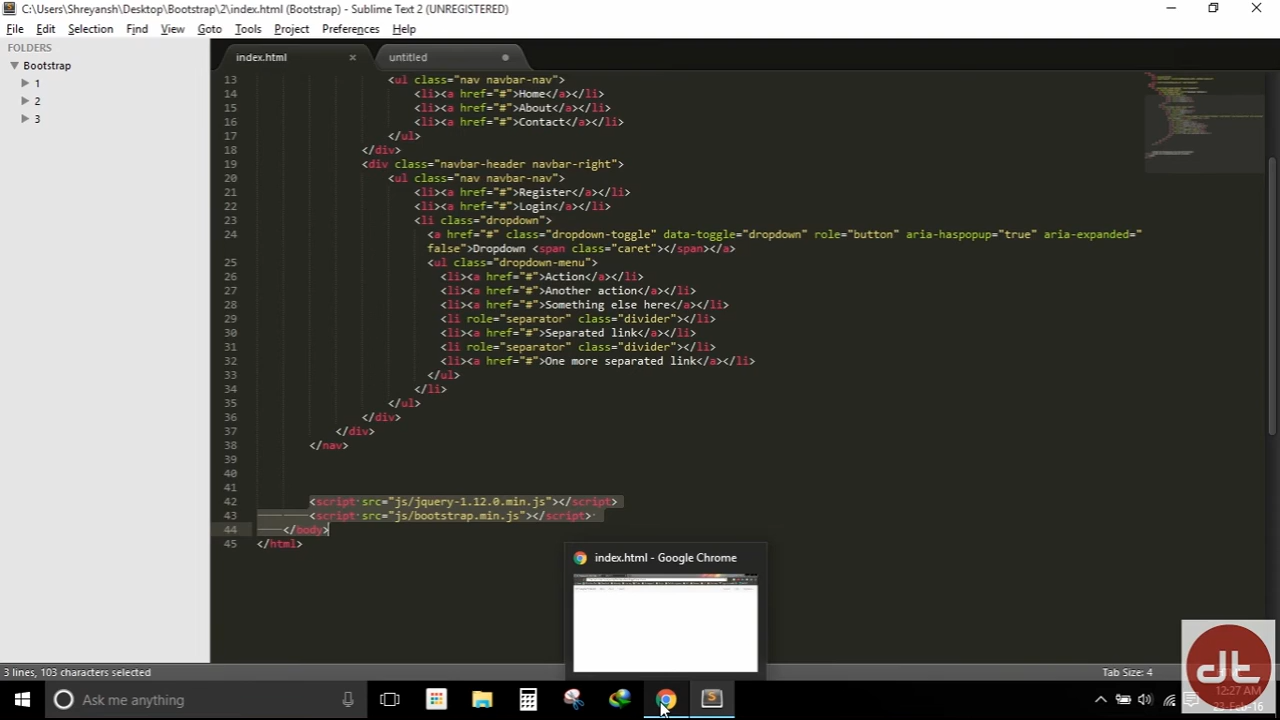 C:\Users\Shreyansh\Desktop\Bootstrap\2\index.html (Bootstrap) - Sublime Text 2 (UNREGISTERED)
File Edit Selection Find View Goto Tools Project Preferences Help
FOLDERS
Bootstrap
1
2
3
index.html × untitled
13 <ul class="nav navbar-nav">
14 <li><a href="#">Home</a></li>
15 <li><a href="#">About</a></li>
16 <li><a href="#">Contact</a></li>
17 </ul>
18 </div>
19 <div class="navbar-header navbar-right">
20 <ul class="nav navbar-nav">
21 <li><a href="#">Register</a></li>
22 <li><a href="#">Login</a></li>
23 <li class="dropdown">
24 <a href="#" class="dropdown-toggle" data-toggle="dropdown" role="button" aria-haspopup="true" aria-expanded="
false">Dropdown <span class="caret"></span></a>
25 <ul class="dropdown-menu">
26 <li><a href="#">Action</a></li>
27 <li><a href="#">Another action</a></li>
28 <li><a href="#">Something else here</a></li>
29 <li role="separator" class="divider"></li>
30 <li><a href="#">Separated link</a></li>
31 <li role="separator" class="divider"></li>
32 <li><a href="#">One more separated link</a></li>
33 </ul>
34 </li>
35 </ul>
36 </div>
37 </div>
38 </nav>
39
40
41
42 <script src="js/jquery-1.12.0.min.js"></script>
43 <script src="js/bootstrap.min.js"></script>
44 </body>
45 </html>
index.html - Google Chrome
3 lines, 103 characters selected
Tab Size: 4
Ask me anything
dt
12:27 AM
23-Feb-16